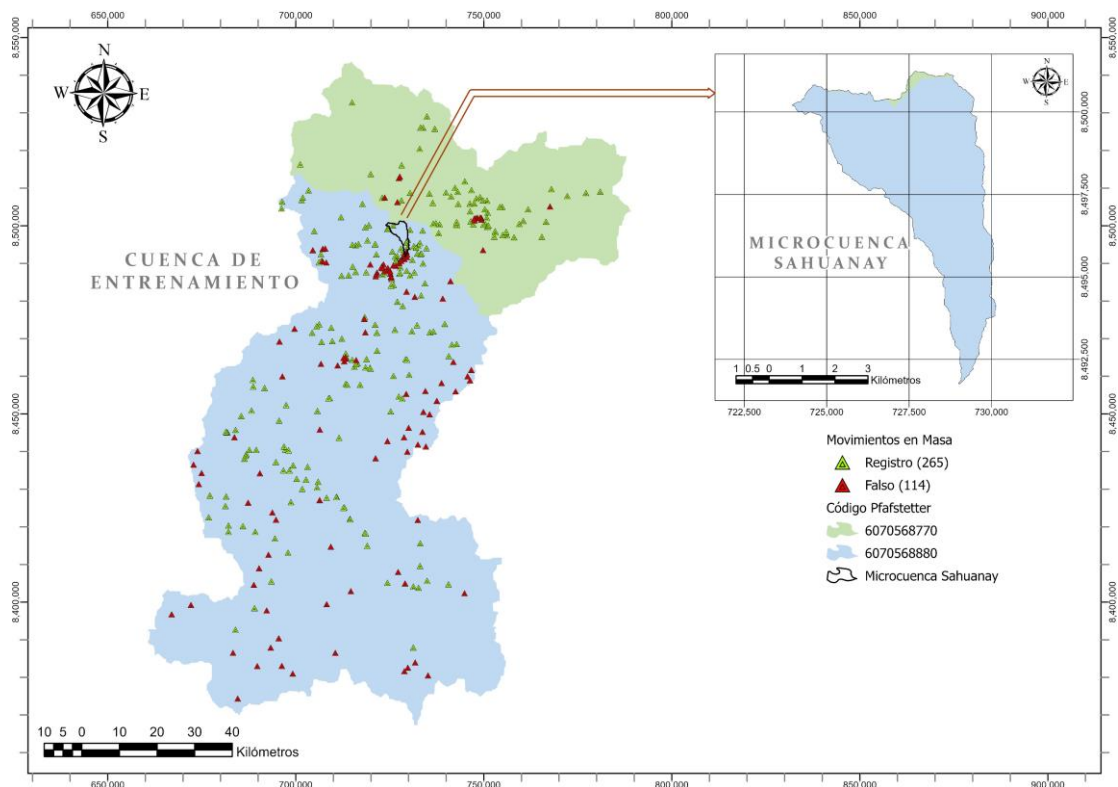 650,000 700,000 750,000 800,000 850,000 900,000
8,550,000
8,500,000
8,450,000
8,400,000
N
W E
S
CUENCA DE
ENTRENAMIENTO
10 5 0 10 20 30 40
Kilómetros
650,000 700,000 750,000 800,000 850,000 900,000
N
W E
S
8,500,000
8,497,500
8,495,000
8,492,500
MICROCUENCA
SAHUANAY
1 0.5 0 1 2 3
Kilómetros
722,500 725,000 727,500 730,000
Movimientos en Masa
Registro (265)
Falso (114)
Código Pfafstetter
6070568770
6070568880
Microcuenca Sahuanay
8,550,000
8,500,000
8,450,000
8,400,000